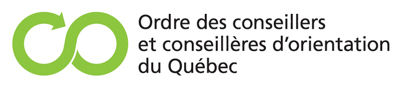 Ordre des conseillers
et conseillères d'orientation
du Québec